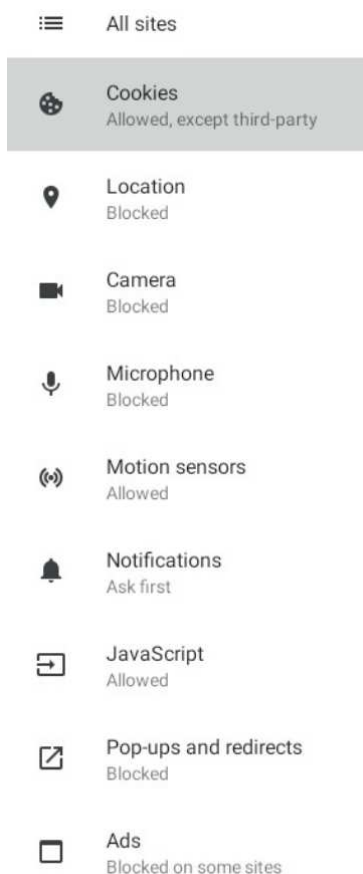 All sites
Cookies
Allowed, except third-party
Location
Blocked
Camera
Blocked
Microphone
Blocked
Motion sensors
Allowed
Notifications
Ask first
JavaScript
Allowed
Pop-ups and redirects
Blocked
Ads
Blocked on some sites